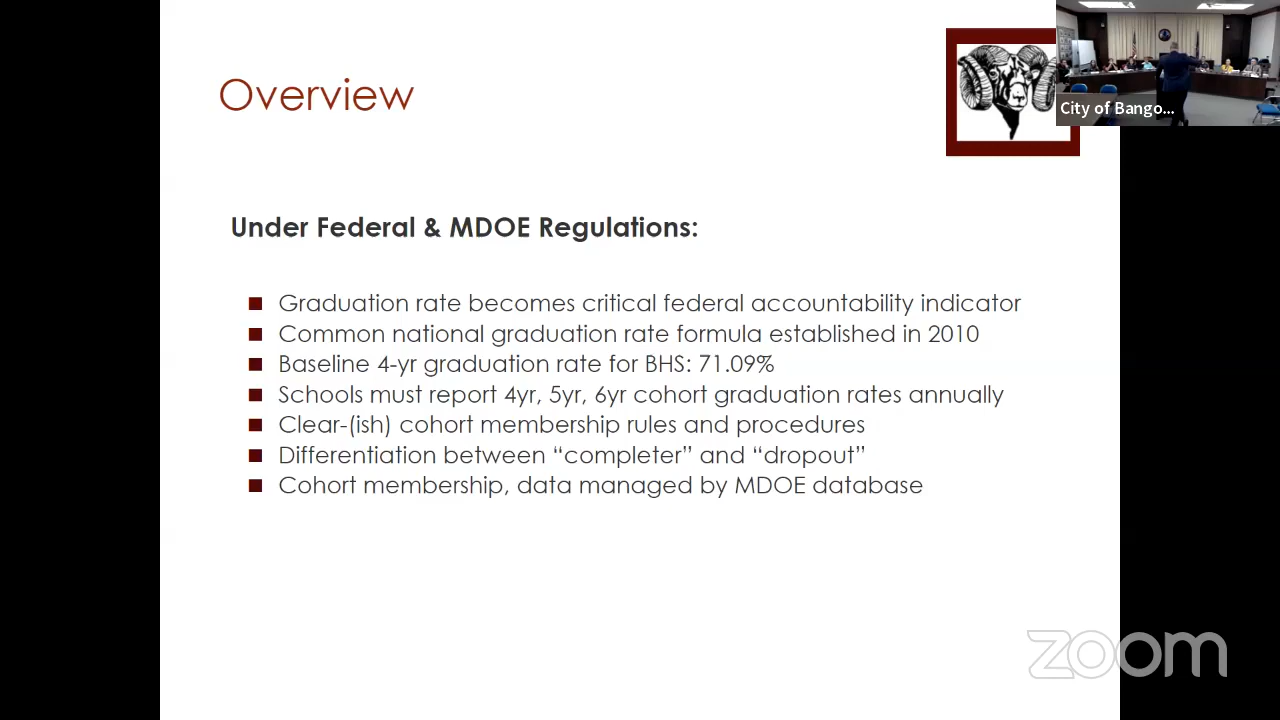 Overview
City of Bango...
Under Federal & MDOE Regulations:
Graduation rate becomes critical federal accountability indicator
Common national graduation rate formula established in 2010
Baseline 4-yr graduation rate for BHS: 71.09%
Schools must report 4yr, 5yr, 6yr cohort graduation rates annually
Clear-(ish) cohort membership rules and procedures
Differentiation between “completer” and “dropout”
Cohort membership, data managed by MDOE database
zoom